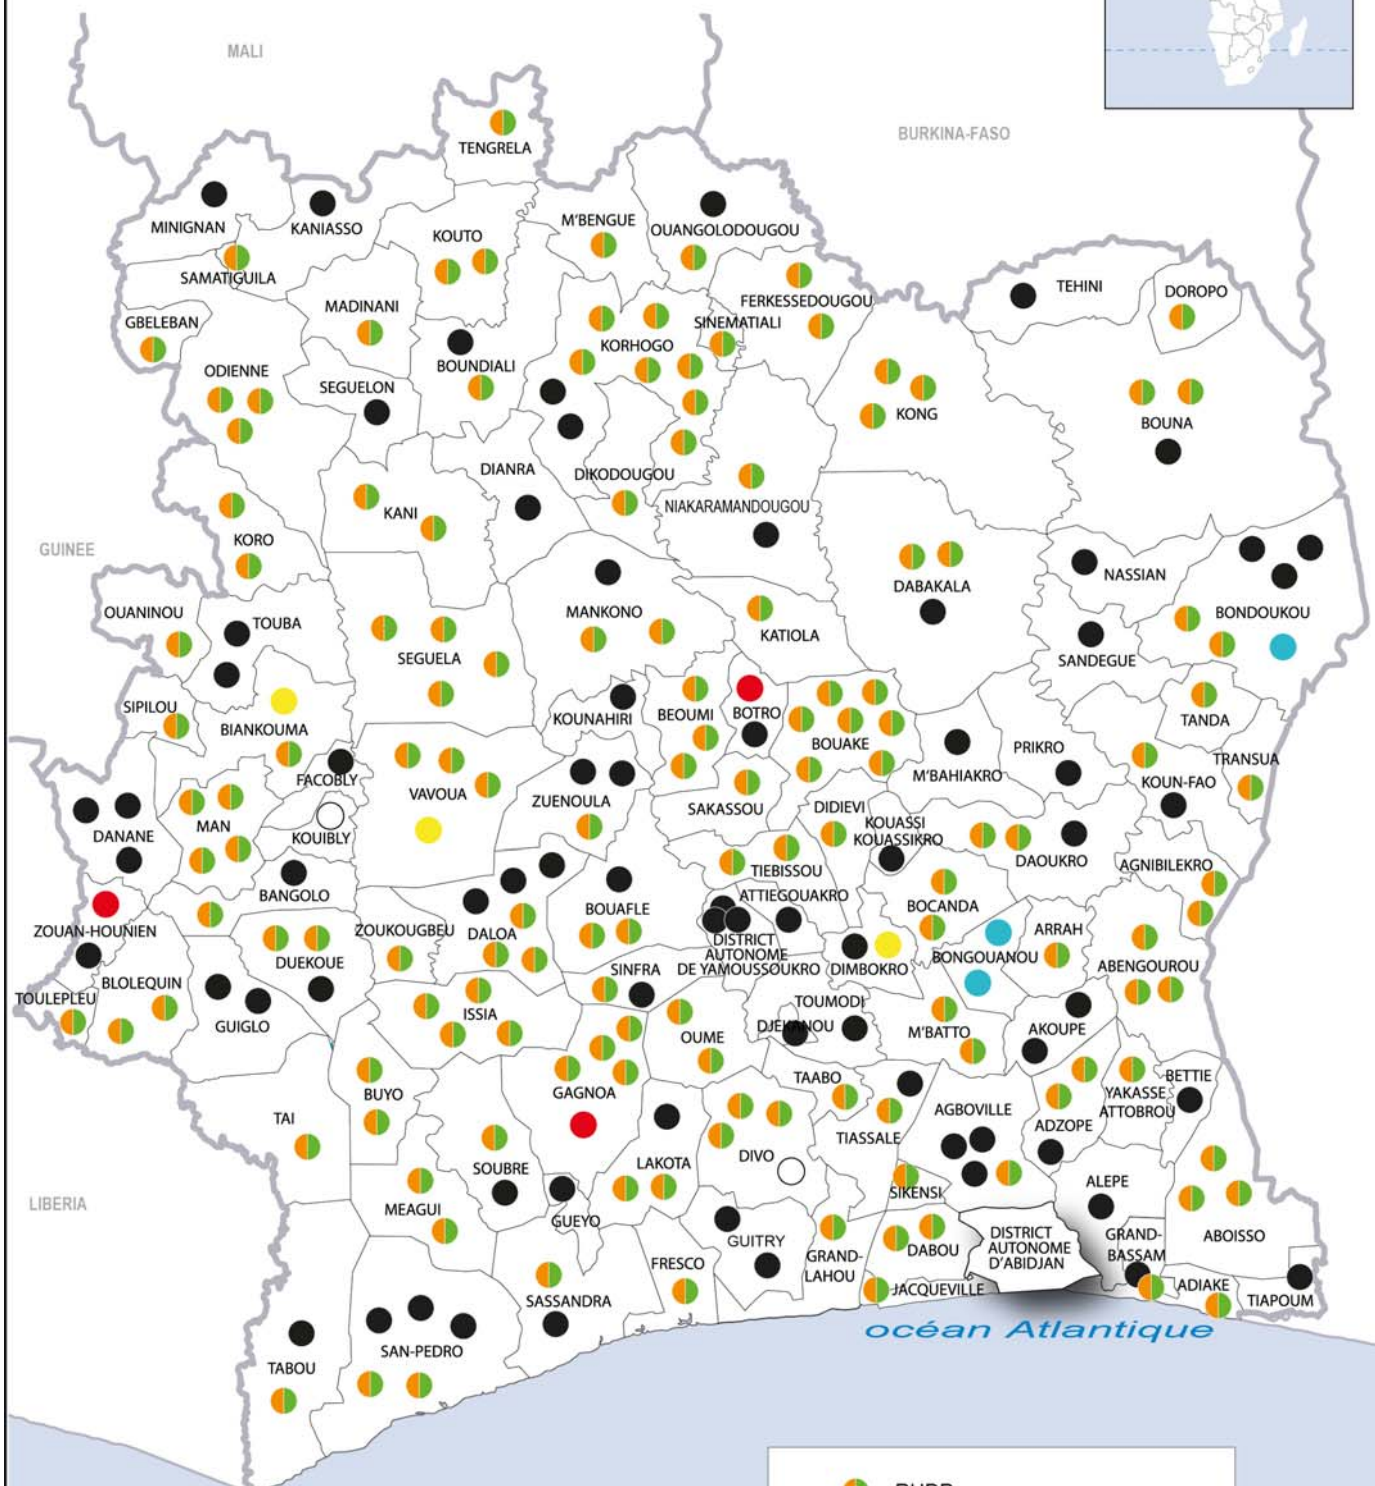 MALI
BURKINA-FASO
TENGRELA
MINIGNAN
KANIASSO
KOUTO
M'BENGUE
OUANGOLODOUGOU
SAMATIGUILA
TEHINI
DOROPO
MADINANI
FERKESSEDOUGOU
GBELEBAN
SINEMATIALI
KORHOGO
ODIENNE
BOUNDIALI
SEGUELON
KONG
BOUNA
DIANRA
DIKODOUGOU
NIAKARAMANDOUGOU
KANI
KORO
GUINEE
NASSIAN
DABAKALA
OUANINOU
TOUBA
MANKONO
KATIOLA
BONDOUKOU
SEGUELA
SANDEGUE
SIPILOU
BIANKOUMA
KOUNAHIRI
BEOUMI
BOTRO
BOUAKE
TANDA
PRIKRO
TRANSUA
FACOBLY
M'BAHIAKRO
KOUN-FAO
VAVOUA
ZUENOULA
SAKASSOU
DIDIEVI
MAN
KOUIBLY
DANANE
KOUASSI
KOUASSIKRO
DAOUKRO
AGNIBILEKRO
TIEBISSOU
BANGOLO
ATTIEGOUAKRO
BOUAFLE
BOCANDA
ZOUAN-HOUNIEN
ZOUKOUGBEU
DALOA
ARRAH
DISTRICT
AUTONOME
DE YAMOUSSOUKRO
DIMBOKRO
BONGOUANOU
ABENGOUROU
DUEKOUE
SINFRA
BLOLEQUIN
TOULEPLEU
GUIGLO
ISSIA
TOUMODI
DJEKANOU
M'BATTO
AKOUPE
OUME
TAABO
BETTIE
GAGNOA
BUYO
YAKASSE
ATTOBROU
AGBOVILLE
TAI
ADZOPE
TIASSALE
DIVO
LAKOTA
SOUBRE
ALEPE
SIKENSI
LIBERIA
MEAGUI
GUEYO
GUITRY
GRAND-
LAHOU
DABOU
DISTRICT
AUTONOME
D'ABIDJAN
GRAND-
BASSAM
ABOISSO
FRESCO
JACQUEVILLE
ADIAKE
TIAPOUM
SASSANDRA
océan Atlantique
SAN-PEDRO
TABOU